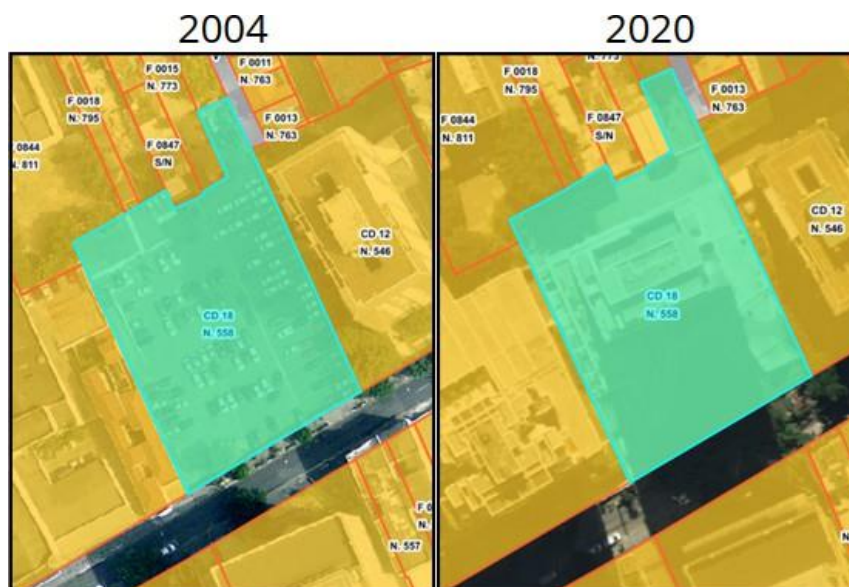 2004
2020
F 0015
N. 773
F 0011
N. 763
F 0018
N. 795
F 0013
N. 763
F 0847
S/N
0844
N. 811
CD 12
N. 546
CD 18
N. 558
N. 557
F 0018
N. 795
F 0013
N. 763
F 0844
N. 811
F 0847
S/N
CD 12
N. 546
CD 18
N. 558